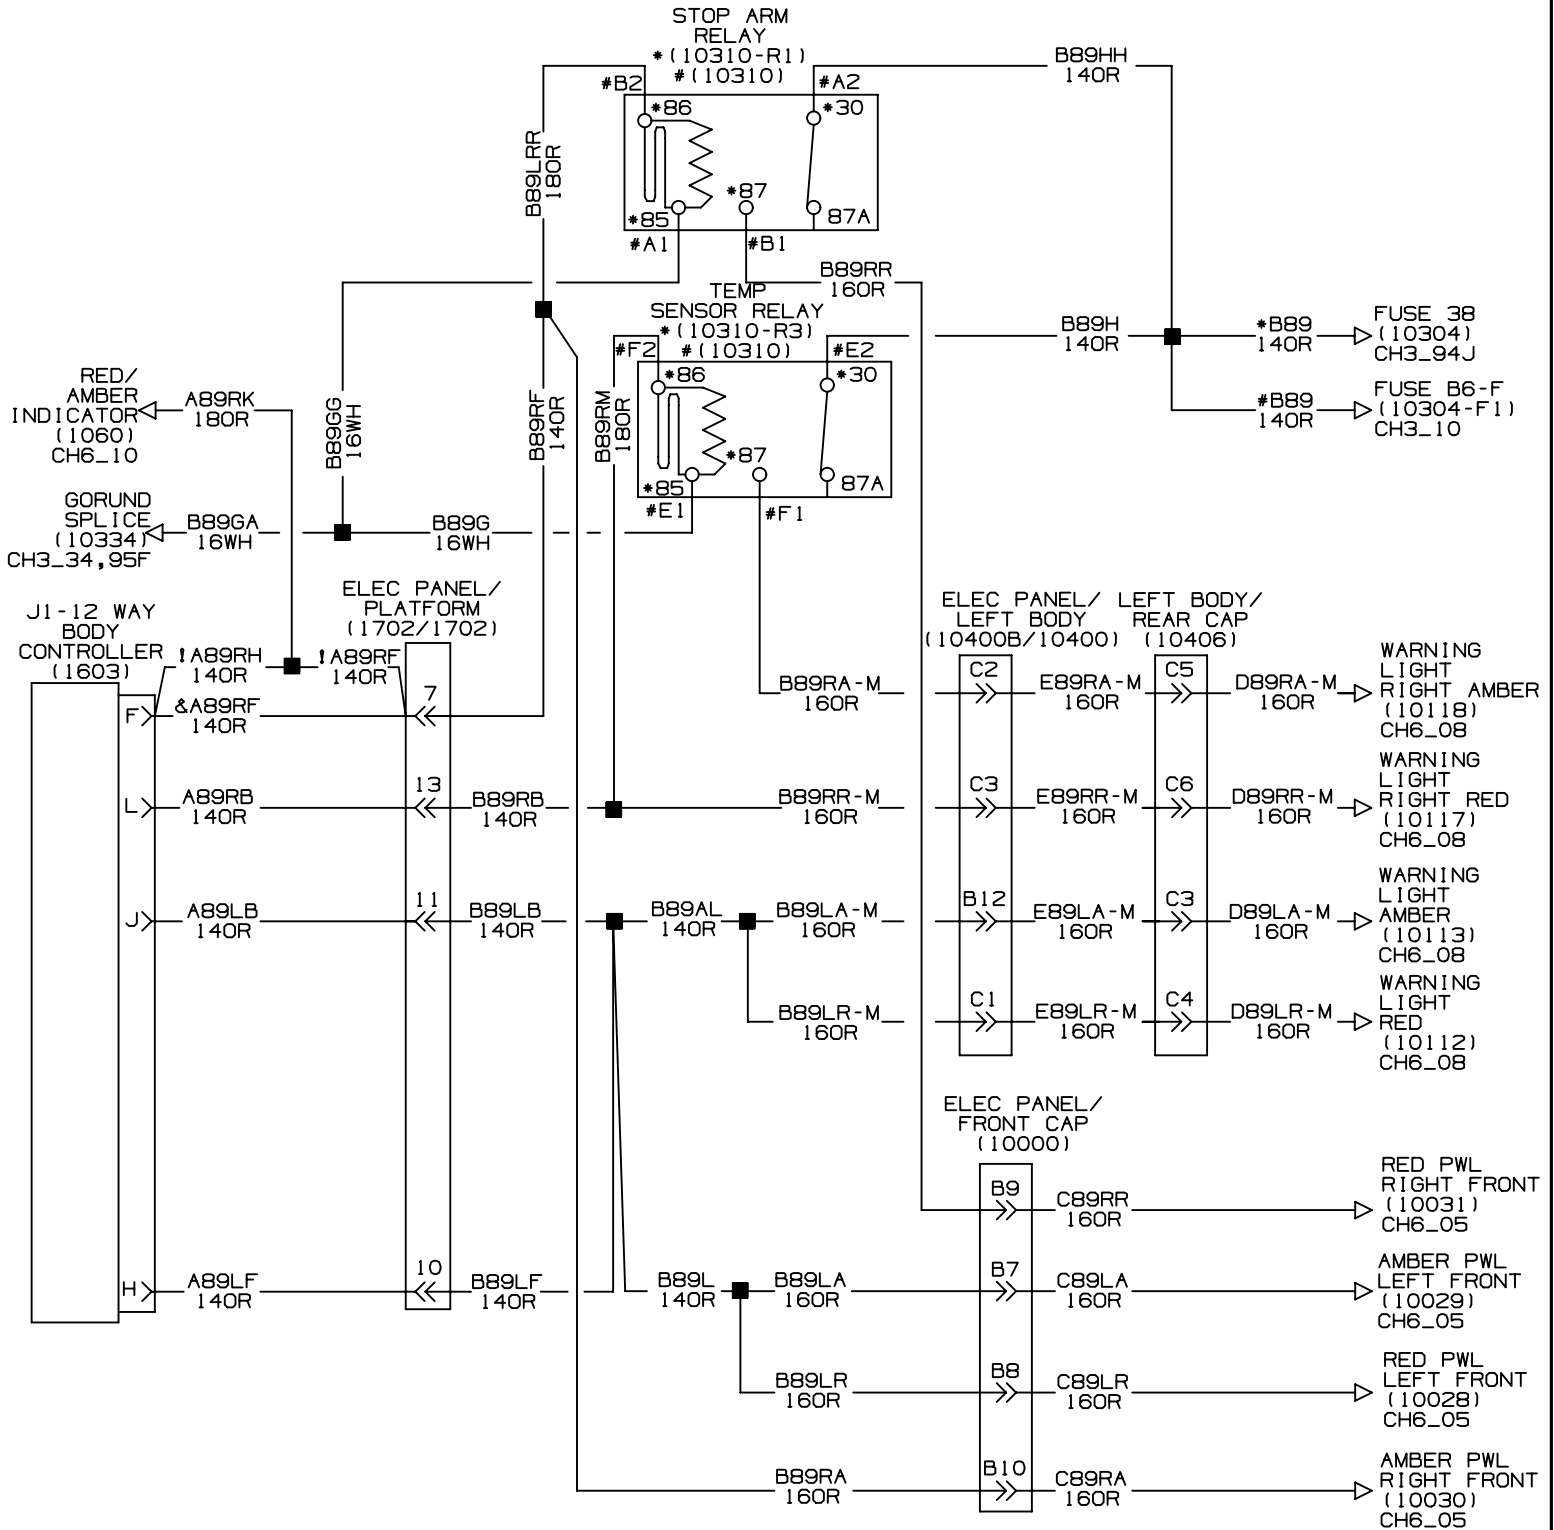 STOP ARM
RELAY
*(10310-R1)
#(10310)
#B2
#A2
*86
*30
*87
*85
87A
#A1
#B1
B89HH
14OR
B89LRR
18OR
B89RR
16OR
TEMP
SENSOR RELAY
*(10310-R3)
#(10310)
#F2
#E2
*86
*30
*87
*85
87A
#E1
#F1
B89H
14OR
*B89
14OR
FUSE 38
(10304)
CH3_94J
#B89
14OR
FUSE B6-F
(10304-F1)
CH3_10
RED/
AMBER
INDICATOR
(1060)
CH6_10
A89RK
18OR
B89GG
16WH
B89RF
14OR
B89RM
18OR
GORUND
SPLICE
(10334)
CH3_34,95F
B89GA
16WH
B89G
16WH
J1-12 WAY
BODY
CONTROLLER
(1603)
ELEC PANEL/
PLATFORM
(1702/1702)
ELEC PANEL/
LEFT BODY
(10400B/10400)
LEFT BODY/
REAR CAP
(10406)
!A89RH
14OR
!A89RF
14OR
F
&A89RF
14OR
7
B89RA-M
16OR
C2
E89RA-M
16OR
C5
D89RA-M
16OR
WARNING
LIGHT
RIGHT AMBER
(10118)
CH6_08
L
A89RB
14OR
13
B89RB
14OR
B89RR-M
16OR
C3
E89RR-M
16OR
C6
D89RR-M
16OR
WARNING
LIGHT
RIGHT RED
(10117)
CH6_08
J
A89LB
14OR
11
B89LB
14OR
B89AL
14OR
B89LA-M
16OR
B12
E89LA-M
16OR
C3
D89LA-M
16OR
WARNING
LIGHT
AMBER
(10113)
CH6_08
B89LR-M
16OR
C1
E89LR-M
16OR
C4
D89LR-M
16OR
WARNING
LIGHT
RED
(10112)
CH6_08
ELEC PANEL/
FRONT CAP
(10000)
B9
C89RR
16OR
RED PWL
RIGHT FRONT
(10031)
CH6_05
H
A89LF
14OR
10
B89LF
14OR
B89L
14OR
B89LA
16OR
B7
C89LA
16OR
AMBER PWL
LEFT FRONT
(10029)
CH6_05
B89LR
16OR
B8
C89LR
16OR
RED PWL
LEFT FRONT
(10028)
CH6_05
B89RA
16OR
B10
C89RA
16OR
AMBER PWL
RIGHT FRONT
(10030)
CH6_05